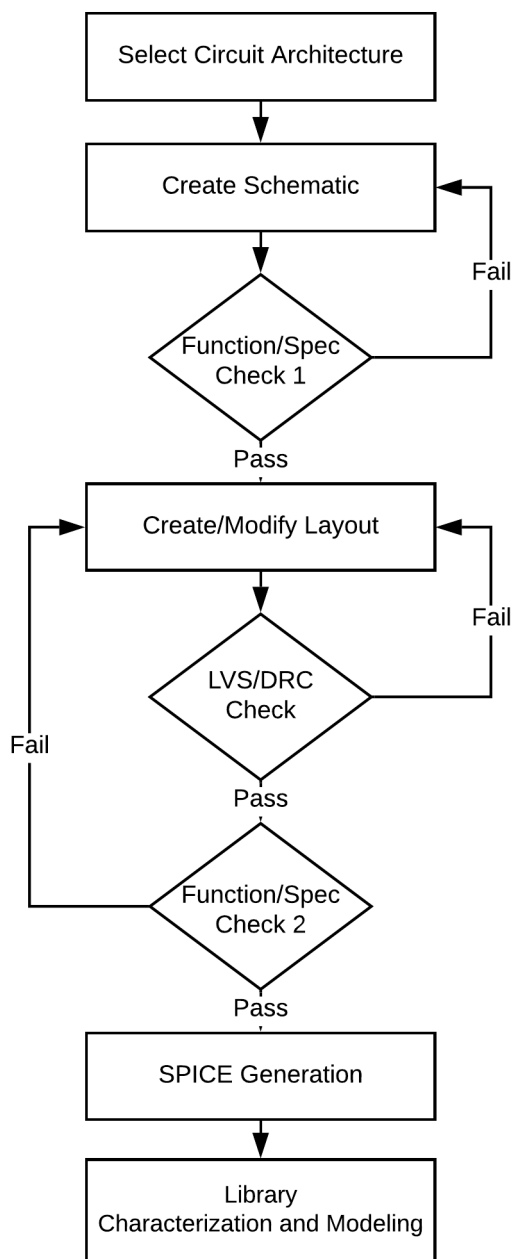 Select Circuit Architecture
Create Schematic
Fail
Function/Spec
Check 1
Pass
Create/Modify Layout
Fail
LVS/DRC
Check
Fail
Pass
Function/Spec
Check 2
Pass
SPICE Generation
Library
Characterization and Modeling